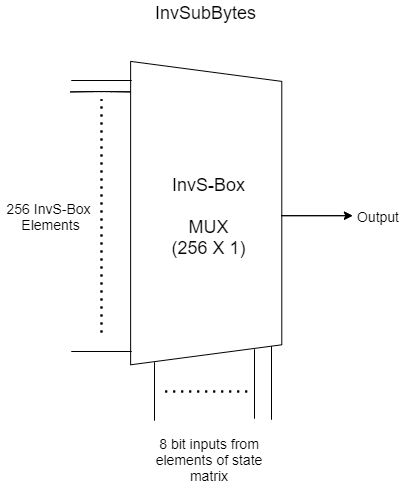 InvSubBytes
InvS-Box
MUX
(256 X 1)
256 InvS-Box
Elements
Output
8 bit inputs from
elements of state
matrix